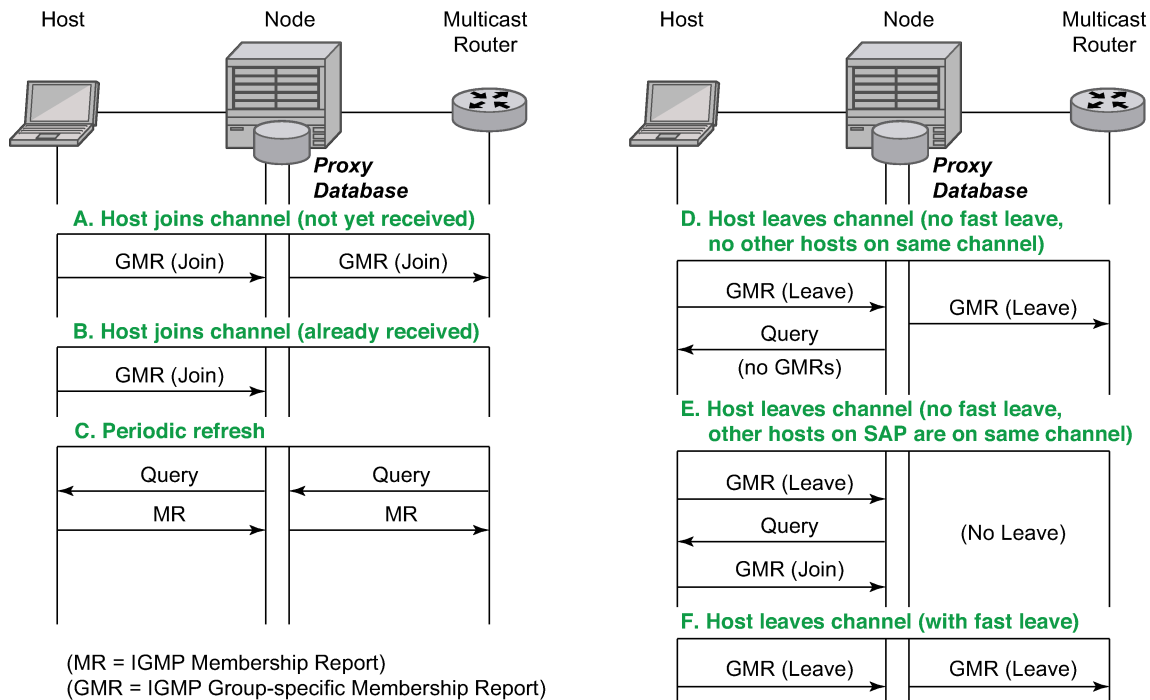 Host
Node
Multicast
Router
Proxy
Database
A. Host joins channel (not yet received)
GMR (Join)
GMR (Join)
B. Host joins channel (already received)
GMR (Join)
C. Periodic refresh
Query
Query
MR
MR
(MR = IGMP Membership Report)
(GMR = IGMP Group-specific Membership Report)
Host
Node
Multicast
Router
Proxy
Database
D. Host leaves channel (no fast leave,
no other hosts on same channel)
GMR (Leave)
GMR (Leave)
Query
(no GMRs)
E. Host leaves channel (no fast leave,
other hosts on SAP are on same channel)
GMR (Leave)
Query
(No Leave)
GMR (Join)
F. Host leaves channel (with fast leave)
GMR (Leave)
GMR (Leave)